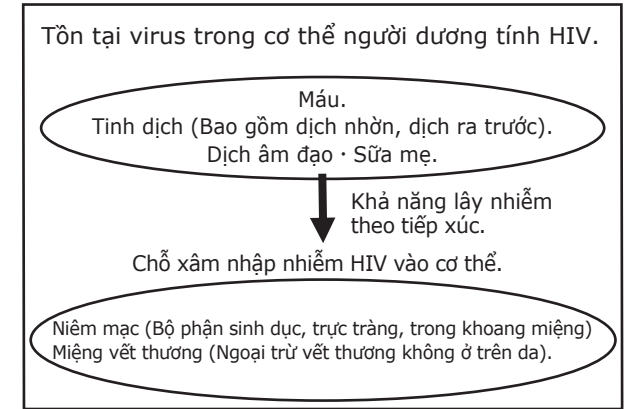 Tồn tại virus trong cơ thể người dương tính HIV.
Máu.
Tinh dịch (Bao gồm dịch nhờn, dịch ra trước).
Dịch âm đạo · Sữa mẹ.
Khả năng lây nhiễm
theo tiếp xúc.
Chỗ xâm nhập nhiễm HIV vào cơ thể.
Niêm mạc (Bộ phận sinh dục, trực tràng, trong khoang miệng)
Miệng vết thương (Ngoại trừ vết thương không ở trên da).